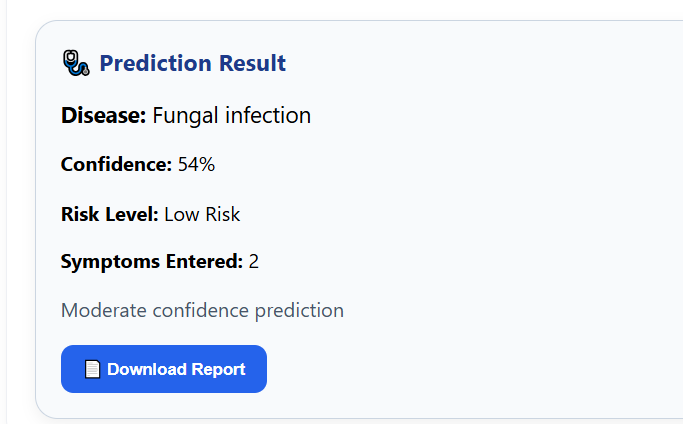 Prediction Result
Disease: Fungal infection
Confidence: 54%
Risk Level: Low Risk
Symptoms Entered: 2
Moderate confidence prediction
Download Report